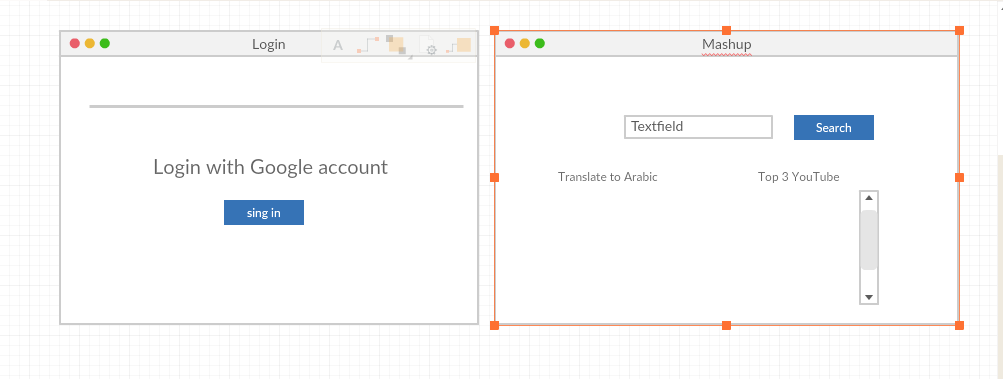 Login
A
Mashup
Textfield
Search
Login with Google account
Translate to Arabic
Top 3 YouTube
sing in